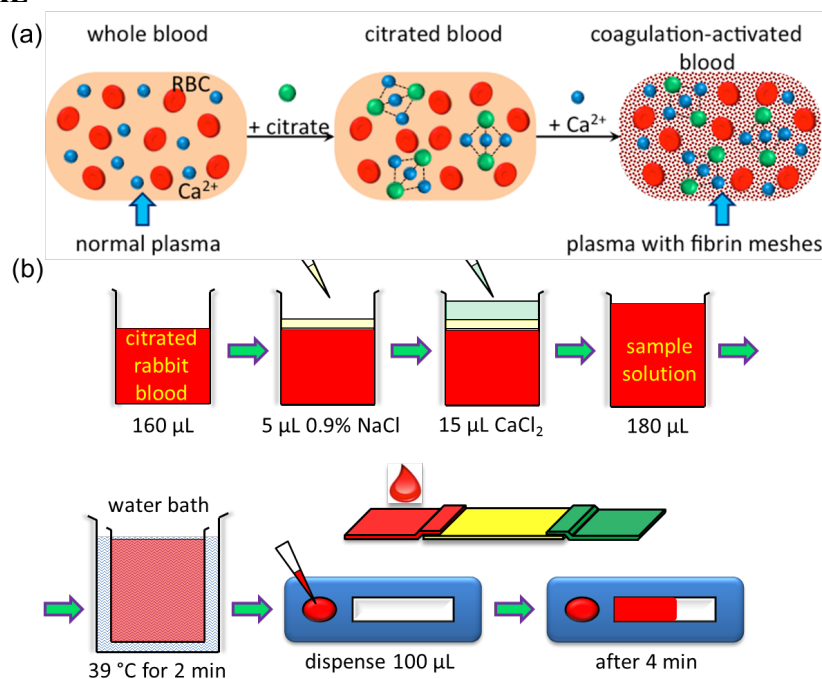 (a)
whole blood
citrated blood
coagulation-activated
blood
RBC
+ citrate
+ Ca²⁺
Ca²⁺
normal plasma
plasma with fibrin meshes
(b)
citrated
rabbit
blood
sample
solution
160 µL
5 µL 0.9% NaCl
15 µL CaCl₂
180 µL
water bath
39 °C for 2 min
dispense 100 µL
after 4 min